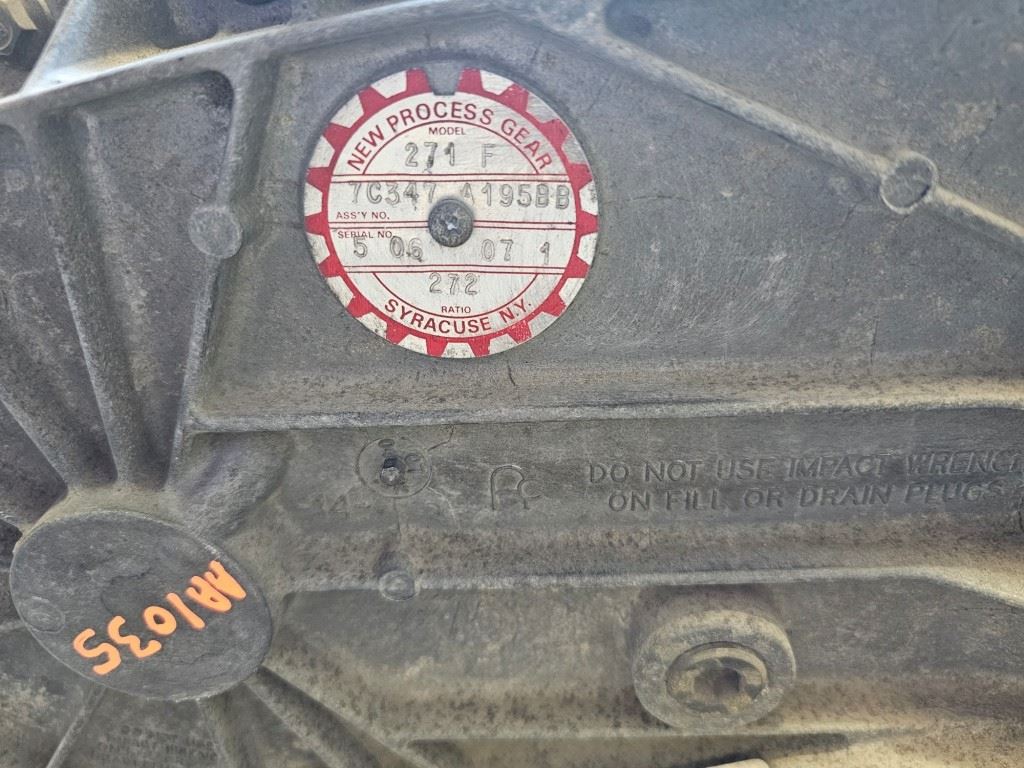 NEW PROCESS GEAR
MODEL
271 F
7C347 A195BB
ASS'Y NO.
SERIAL NO.
5 06 07 1
272
RATIO
SYRACUSE N.Y.
DO NOT USE IMPACT WRENCH
ON FILL OR DRAIN PLUGS
AA1035